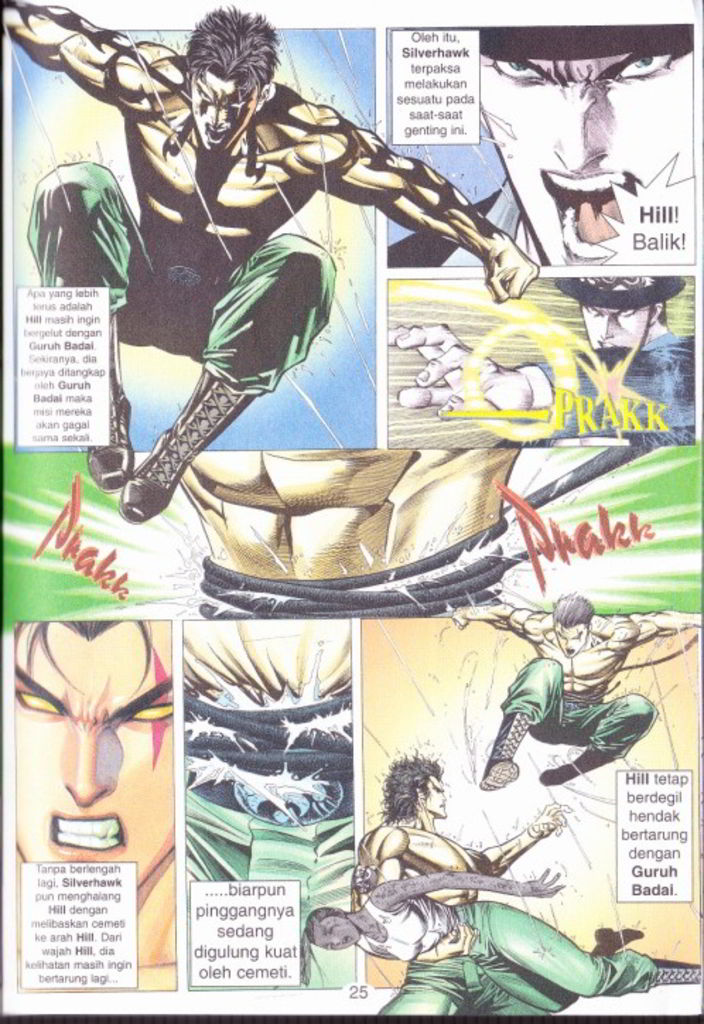 Apa yang lebih
terus adalah
Hill masih ingin
bergelut dengan
Guruh Badai.
Sekiranya, dia
berjaya ditangkap
oleh Guruh
Badai maka
misi mereka
akan gagal
sama sekali.
Oleh itu,
Silverhawk
terpaksa
melakukan
sesuatu pada
saat-saat
genting ini.
Hill!
Balik!
PRAKK
Prakk
Prakk
Tanpa berlengah
lagi, Silverhawk
pun menghalang
Hill dengan
melibaskan cemeti
ke arah Hill. Dari
wajah Hill, dia
kelihatan masih ingin
bertarung lagi...
.....biarpun
pinggangnya
sedang
digulung kuat
oleh cemeti.
Hill tetap
berdegil
hendak
bertarung
dengan
Guruh
Badai.
25